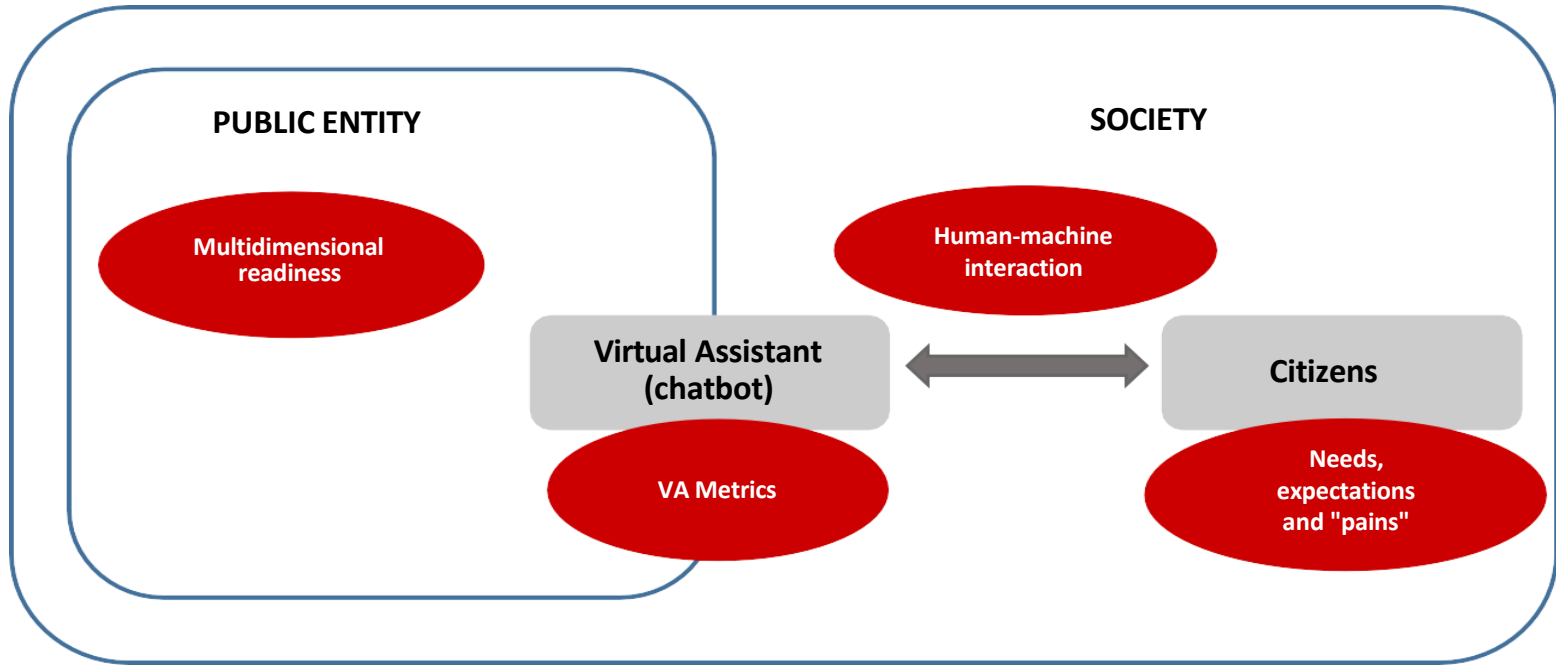 PUBLIC ENTITY
SOCIETY
Multidimensional
readiness
Human-machine
interaction
Virtual Assistant
(chatbot)
Citizens
VA Metrics
Needs,
expectations
and "pains"